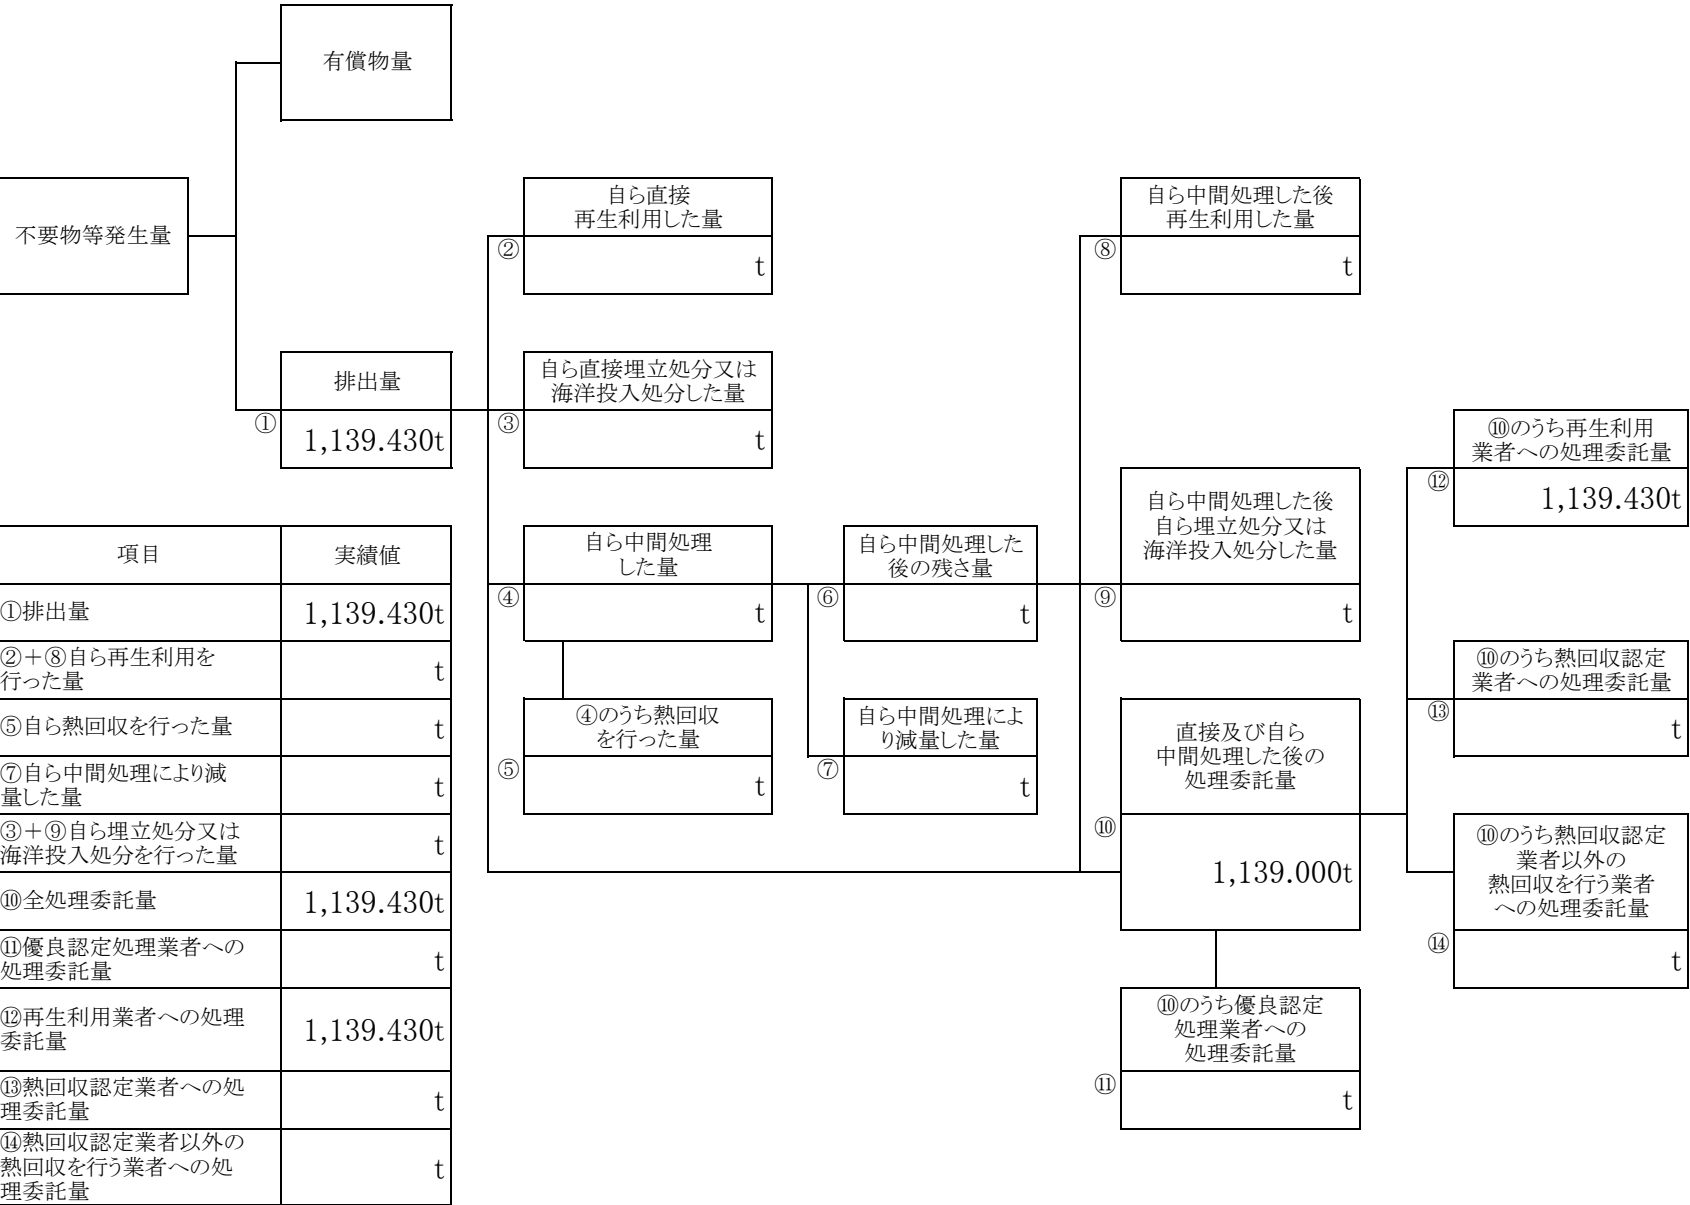 有償物量
不要物等発生量
自ら直接
再生利用した量
②
t
自ら中間処理した後
再生利用した量
⑧
t
排出量
①
1,139.430t
自ら直接埋立処分又は
海洋投入処分した量
③
t
⑩のうち再生利用
業者への処理委託量
⑫
1,139.430t
自ら中間処理した後
自ら埋立処分又は
海洋投入処分した量
⑨
t
自ら中間処理
した量
④
t
自ら中間処理した
後の残さ量
⑥
t
⑩のうち熱回収認定
業者への処理委託量
⑬
t
④のうち熱回収
を行った量
⑤
t
自ら中間処理によ
り減量した量
⑦
t
直接及び自ら
中間処理した後の
処理委託量
⑩
1,139.000t
⑩のうち熱回収認定
業者以外の
熱回収を行う業者
への処理委託量
⑭
t
⑩のうち優良認定
処理業者への
処理委託量
⑪
t
項目 実績値
①排出量 1,139.430t
②＋⑧自ら再生利用を
行った量
t
⑤自ら熱回収を行った量 t
⑦自ら中間処理により減
量した量
t
③＋⑨自ら埋立処分又は
海洋投入処分を行った量
t
⑩全処理委託量 1,139.430t
⑪優良認定処理業者への
処理委託量
t
⑫再生利用業者への処理
委託量
1,139.430t
⑬熱回収認定業者への処
理委託量
t
⑭熱回収認定業者以外の
熱回収を行う業者への処
理委託量
t